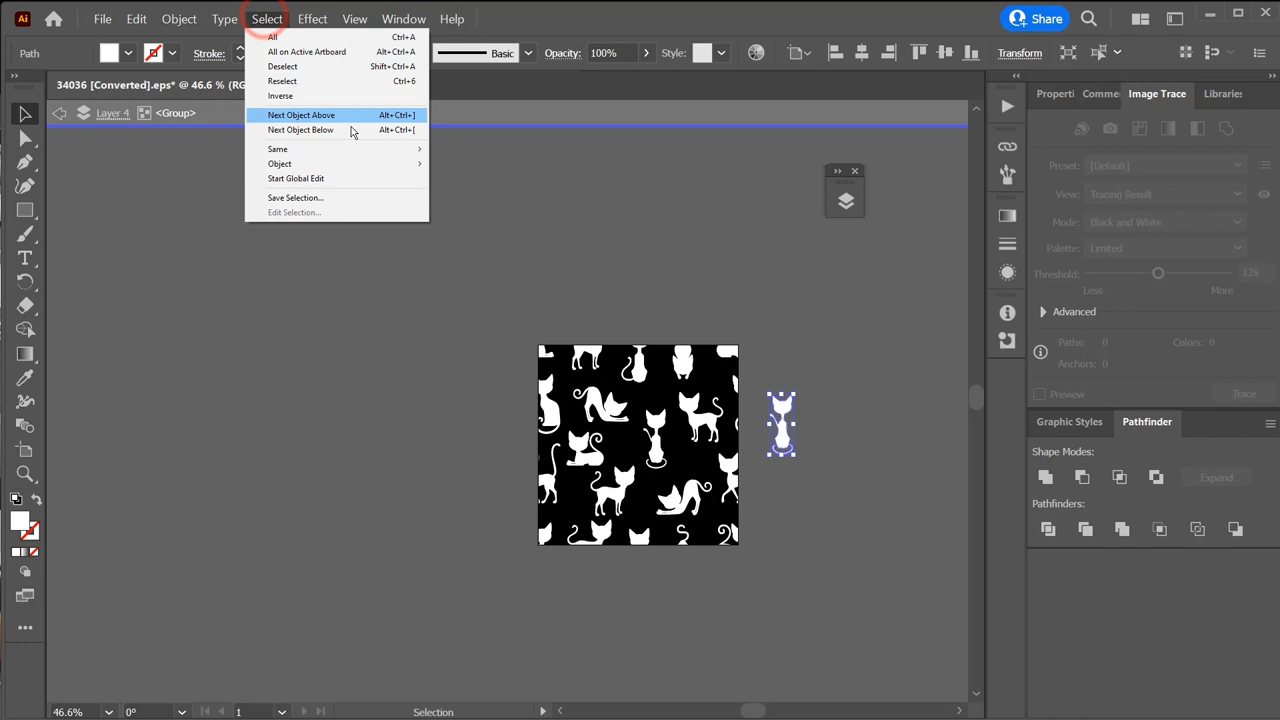 Ai File Edit Object Type Select Effect View Window Help Share
Path Stroke: Basic Opacity: 100% Style: Transform
34036 [Converted].eps* @ 46.6 % (RG
Layer 4 <Group>
All Ctrl+A
All on Active Artboard Alt+Ctrl+A
Deselect Shift+Ctrl+A
Reselect Ctrl+6
Inverse
Next Object Above Alt+Ctrl+]
Next Object Below Alt+Ctrl+[
Same
Object
Start Global Edit
Save Selection...
Edit Selection...
Properti Commer Image Trace Libraries
Preset: [Default]
View: Tracing Result
Mode: Black and White
Palette: Limited
Threshold: 128
Less More
Advanced
Paths: 0 Colors: 0
Anchors: 0
Preview Trace
Graphic Styles Pathfinder
Shape Modes:
Expand
Pathfinders:
46.6% 0° 1 Selection